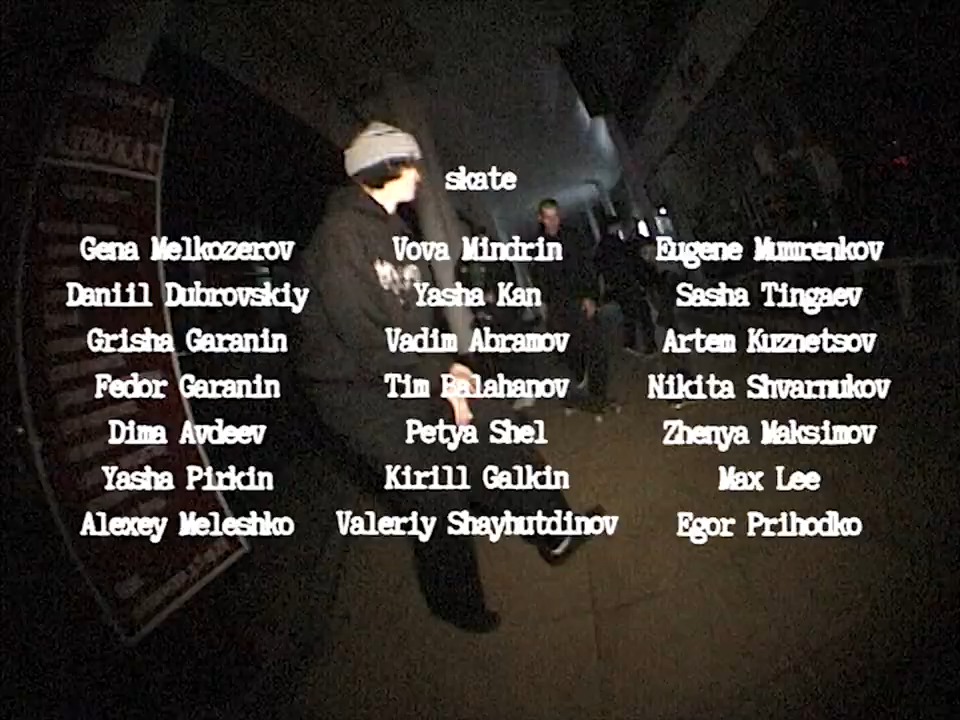 skate
Gena Melkozerov Vova Mindrin Eugene Mumrenkov
Daniil Dubrovskiy Yasha Kan Sasha Tingaev
Grisha Garanin Vadim Abramov Artem Kuznetsov
Fedor Garanin Tim Balahanov Nikita Shvarnukov
Dima Avdeev Petya Shel Zhenya Maksimov
Yasha Pirkin Kirill Galkin Max Lee
Alexey Meleshko Valeriy Shayhutdinov Egor Prihodko